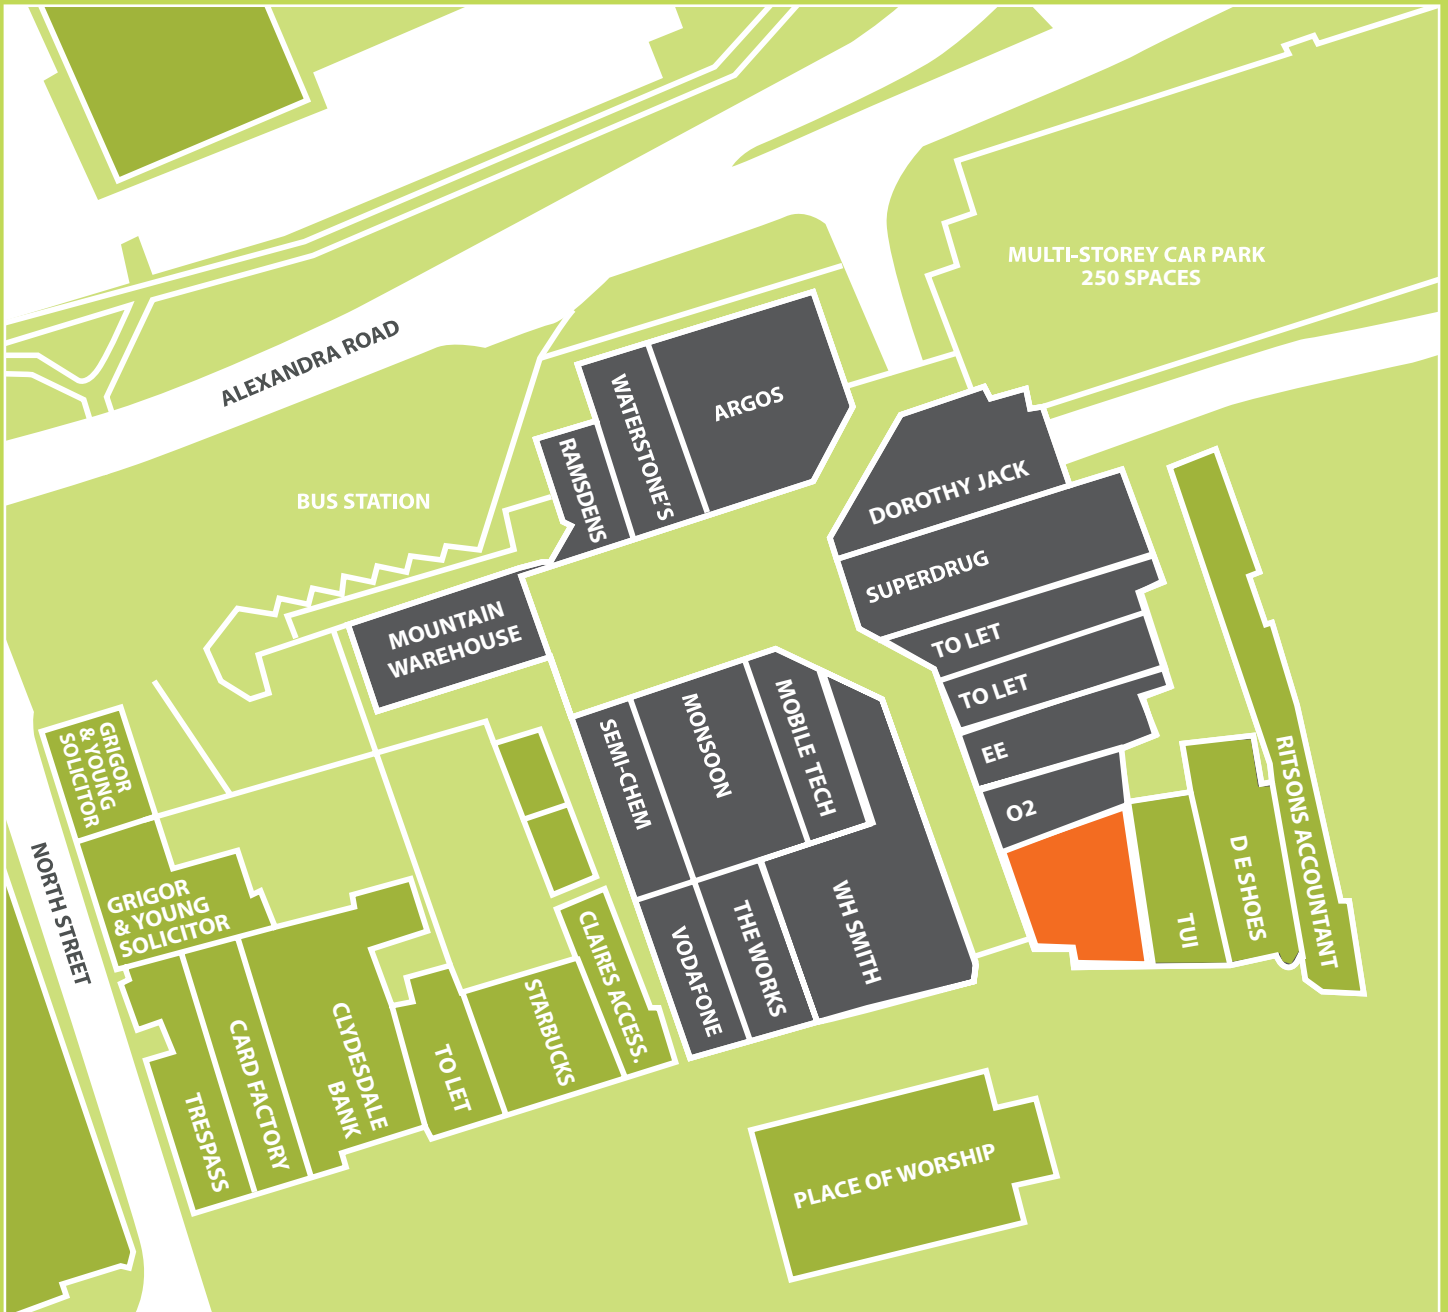 MULTI-STOREY CAR PARK
250 SPACES
ALEXANDRA ROAD
BUS STATION
ARGOS
WATERSTONE'S
RAMSDENS
MOUNTAIN
WAREHOUSE
DOROTHY JACK
SUPERDRUG
TO LET
TO LET
EE
O2
SEMI-CHEM
MONSOON
MOBILE TECH
VODAFONE
THE WORKS
WH SMITH
TUI
D E SHOES
RITSONS ACCOUNTANT
GRIGOR
& YOUNG
SOLICITOR
GRIGOR
& YOUNG
SOLICITOR
NORTH STREET
TRESPASS
CARD FACTORY
CLYDESDALE
BANK
TO LET
STARBUCKS
CLAIRES ACCESS.
PLACE OF WORSHIP